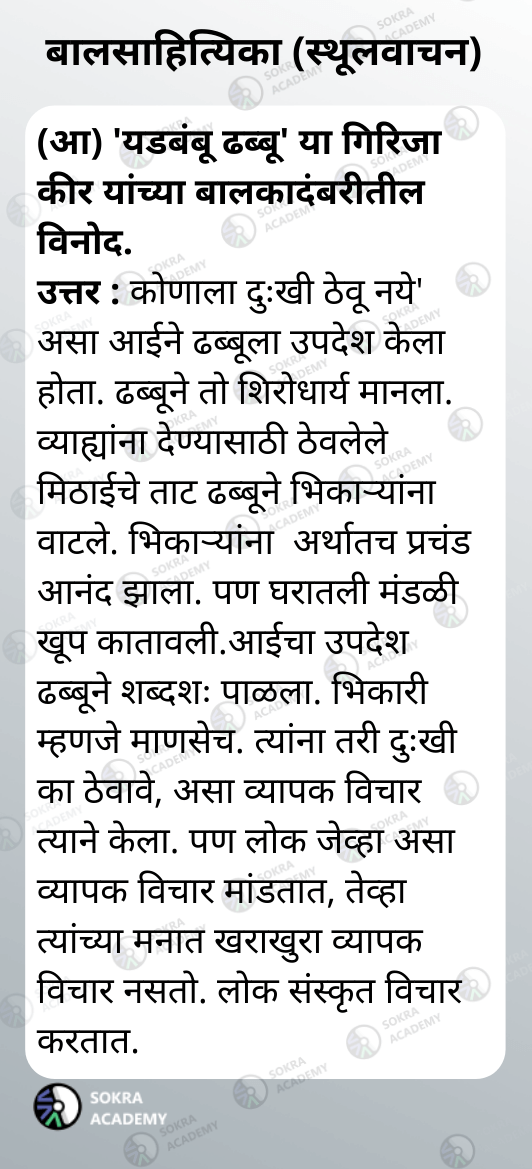 बालसाहित्यिका (स्थूलवाचन)
(आ) 'यडबंबू ढब्बू' या गिरिजा
कीर यांच्या बालकादंबरीतील
विनोद.
उत्तर : कोणाला दुःखी ठेवू नये'
असा आईने ढब्बूला उपदेश केला
होता. ढब्बूने तो शिरोधार्य मानला.
व्याह्यांना देण्यासाठी ठेवलेले
मिठाईचे ताट ढब्बूने भिकाऱ्यांना
वाटले. भिकाऱ्यांना  अर्थातच प्रचंड
आनंद झाला. पण घरातली मंडळी
खूप कातावली.आईचा उपदेश
ढब्बूने शब्दशः पाळला. भिकारी
म्हणजे माणसेच. त्यांना तरी दुःखी
का ठेवावे, असा व्यापक विचार
त्याने केला. पण लोक जेव्हा असा
व्यापक विचार मांडतात, तेव्हा
त्यांच्या मनात खराखुरा व्यापक
विचार नसतो. लोक संस्कृत विचार
करतात.
SOKRA
ACADEMY